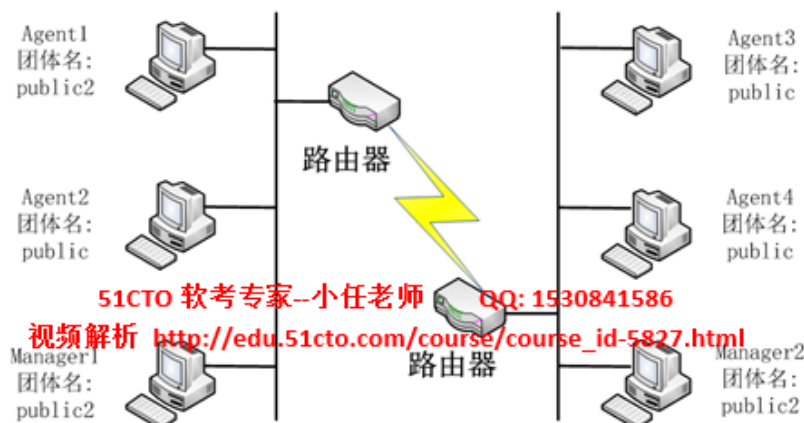 Agent1
团体名:
public2
Agent3
团体名:
public
路由器
Agent2
团体名:
public
Agent4
团体名:
public
51CTO 软考专家--小任老师 QQ: 1530841586
视频解析 http://edu.51cto.com/course/course_id-5827.html
路由器
Manager1
团体名:
public2
Manager2
团体名:
public2